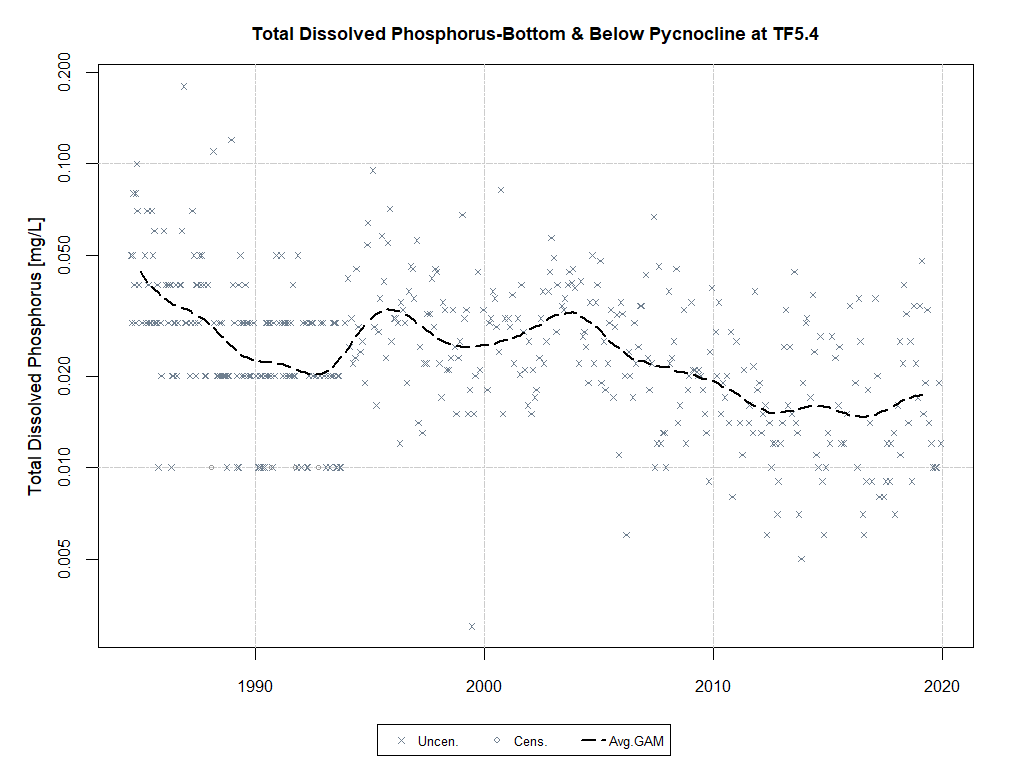 Total Dissolved Phosphorus-Bottom & Below Pycnocline at TF5.4
Total Dissolved Phosphorus [mg/L]
0.200
0.100
0.050
0.020
0.010
0.005
1990 2000 2010 2020
Uncen. Cens. Avg.GAM